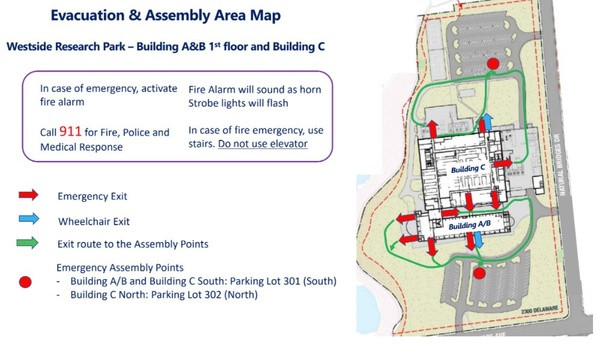 Evacuation & Assembly Area Map
Westside Research Park – Building A&B 1st floor and Building C
In case of emergency, activate
fire alarm
Call 911 for Fire, Police and
Medical Response
Fire Alarm will sound as horn
Strobe lights will flash
In case of fire emergency, use
stairs. Do not use elevator
Emergency Exit
Wheelchair Exit
Exit route to the Assembly Points
Emergency Assembly Points
- Building A/B and Building C South: Parking Lot 301 (South)
- Building C North: Parking Lot 302 (North)
Building C
Building A/B
NATURAL BRIDGES DR
2300 DELAWARE